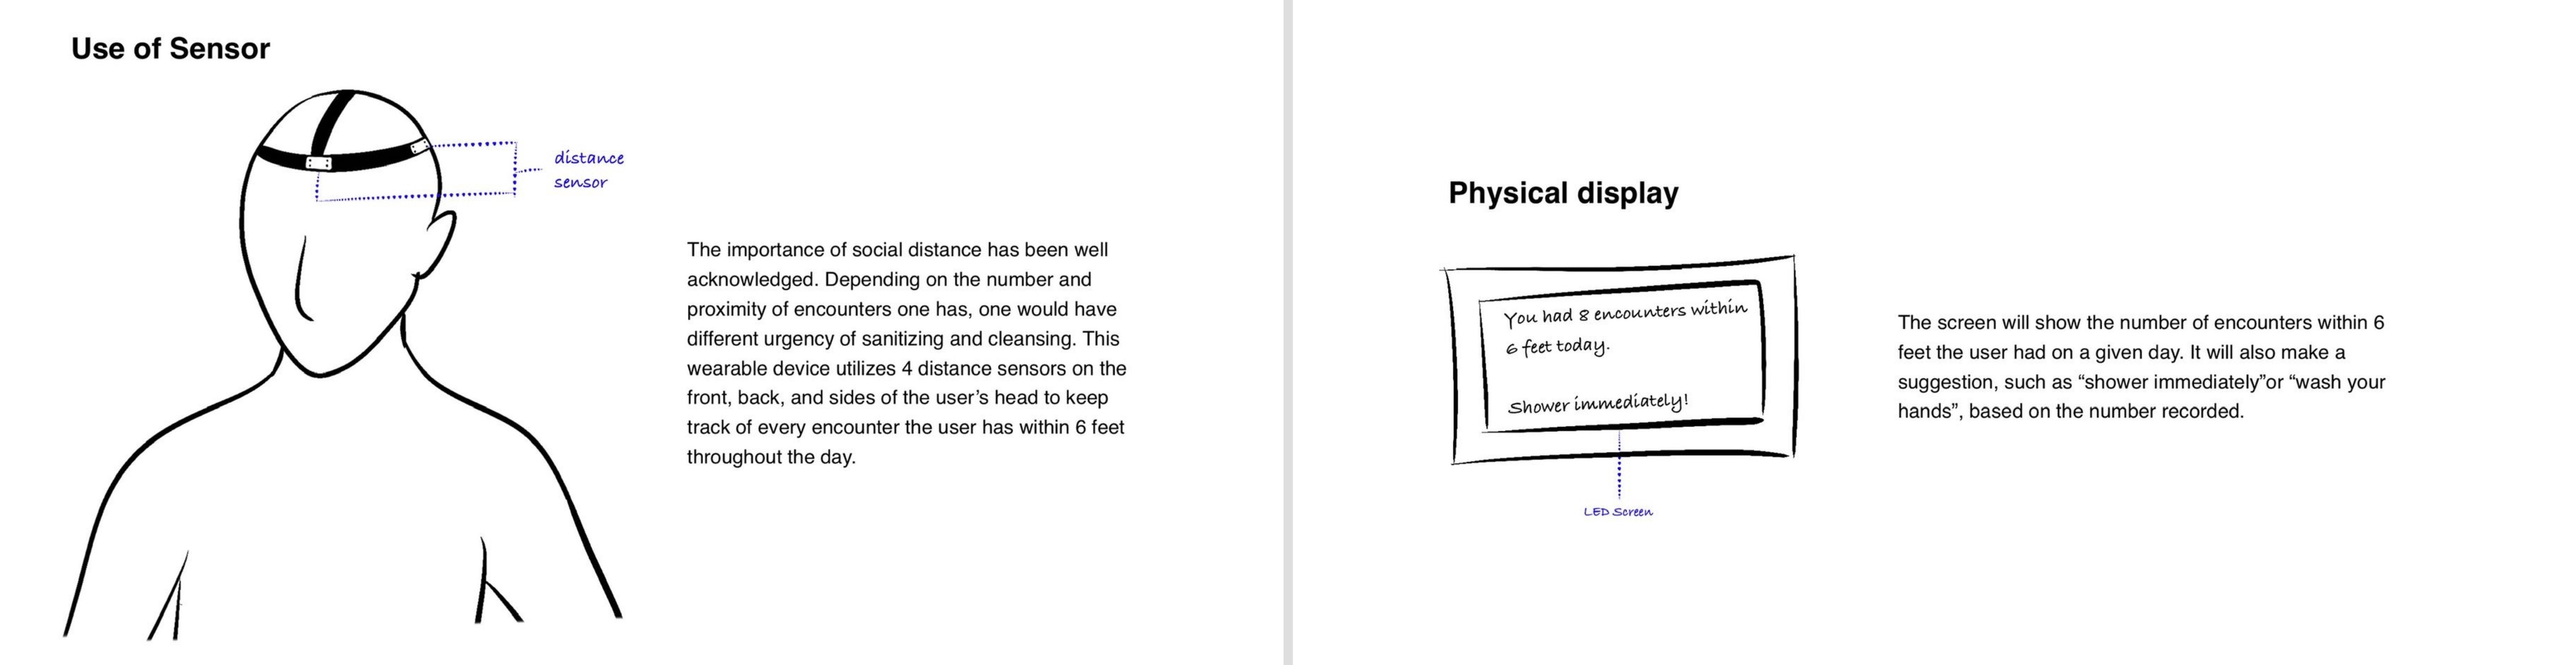 Use of Sensor
distance
sensor
The importance of social distance has been well
acknowledged. Depending on the number and
proximity of encounters one has, one would have
different urgency of sanitizing and cleansing. This
wearable device utilizes 4 distance sensors on the
front, back, and sides of the user’s head to keep
track of every encounter the user has within 6 feet
throughout the day.
Physical display
You had 8 encounters within
6 feet today.
Shower immediately!
LED Screen
The screen will show the number of encounters within 6
feet the user had on a given day. It will also make a
suggestion, such as “shower immediately”or “wash your
hands”, based on the number recorded.